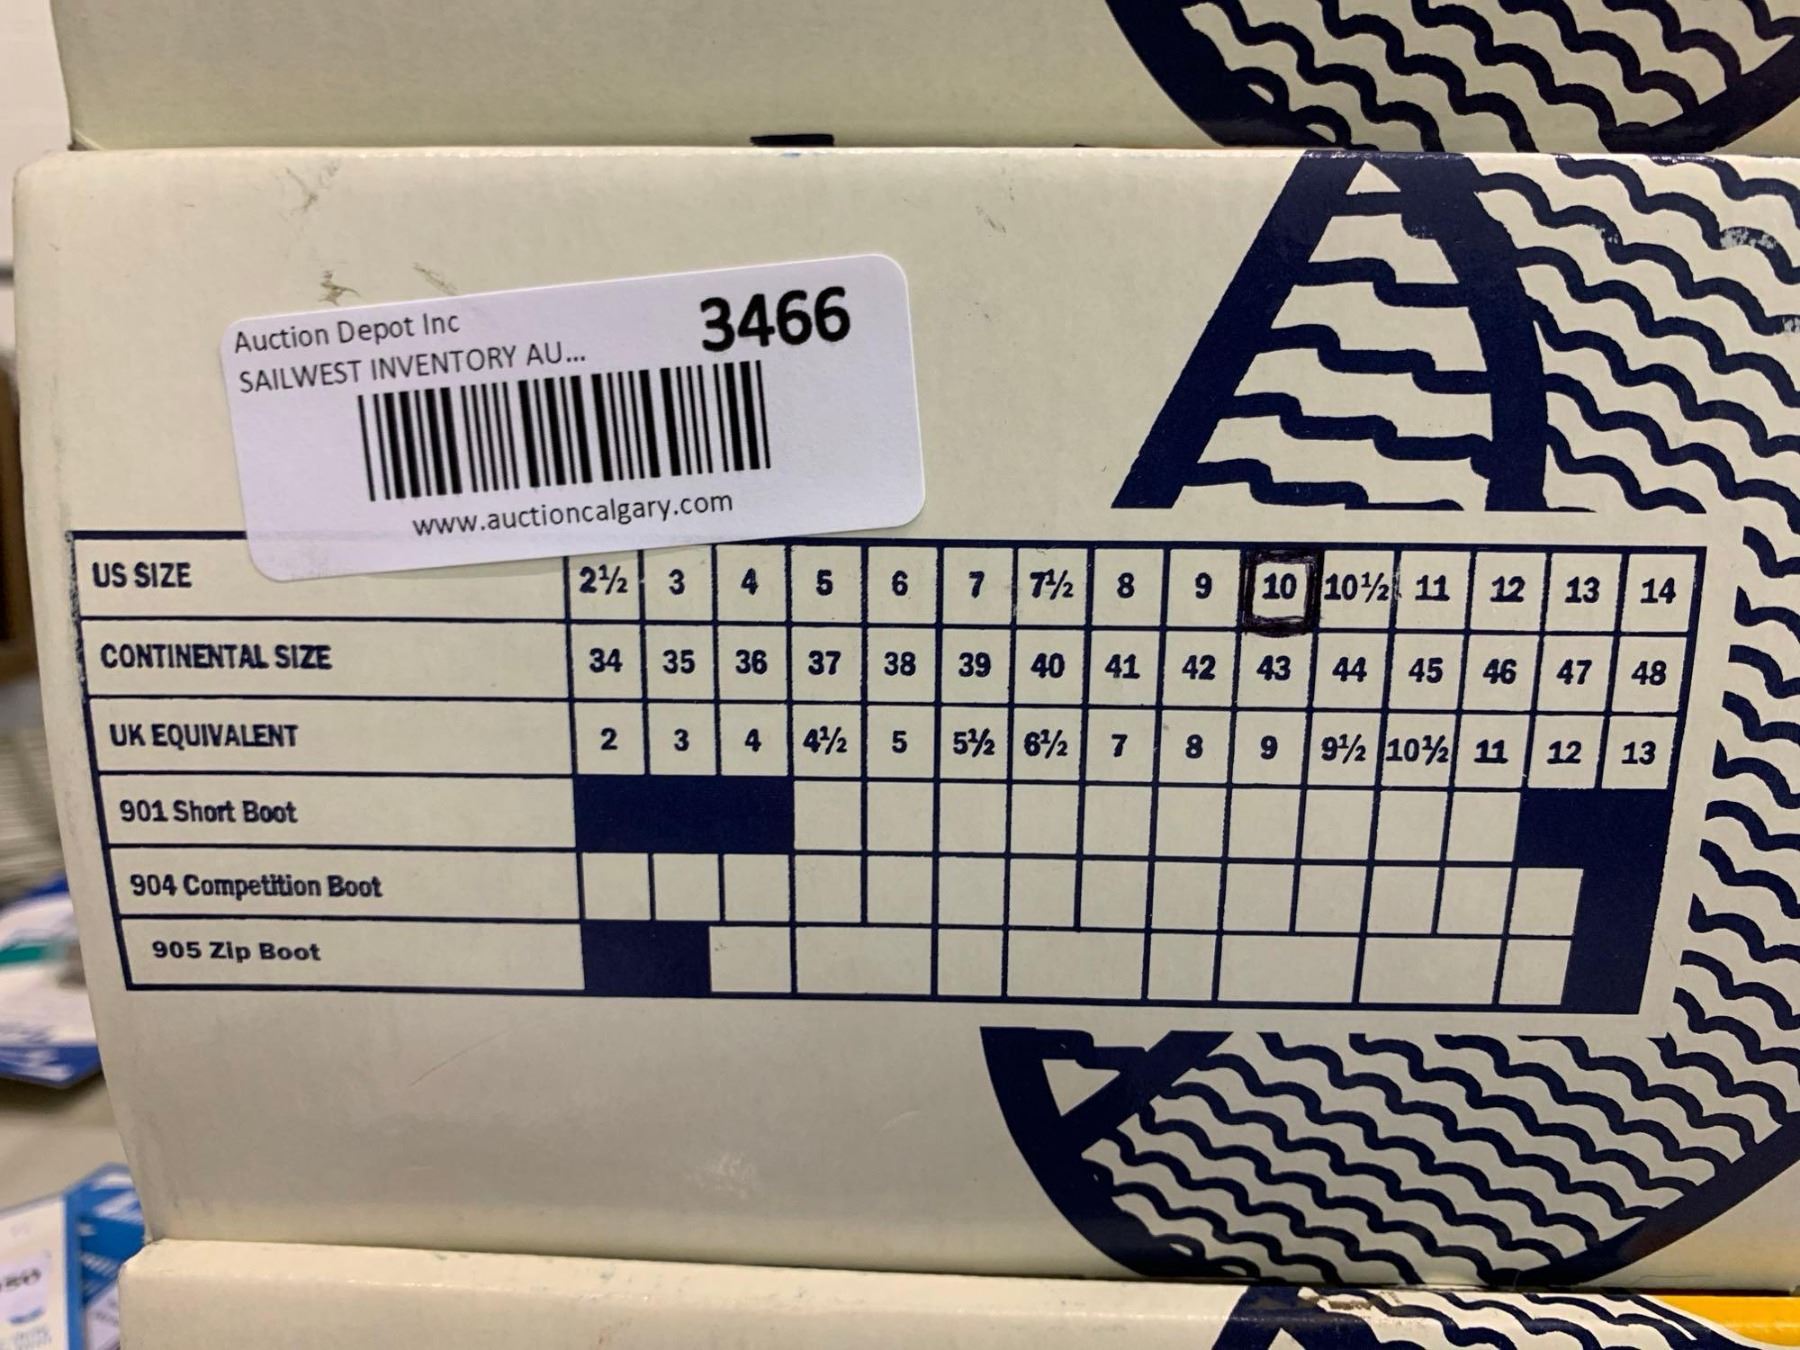 Auction Depot Inc
3466
SAILWEST INVENTORY AU...
www.auctioncalgary.com
US SIZE 2½ 3 4 5 6 7 7½ 8 9 10 10½ 11 12 13 14
CONTINENTAL SIZE 34 35 36 37 38 39 40 41 42 43 44 45 46 47 48
UK EQUIVALENT 2 3 4 4½ 5 5½ 6½ 7 8 9 9½ 10½ 11 12 13
901 Short Boot
904 Competition Boot
905 Zip Boot